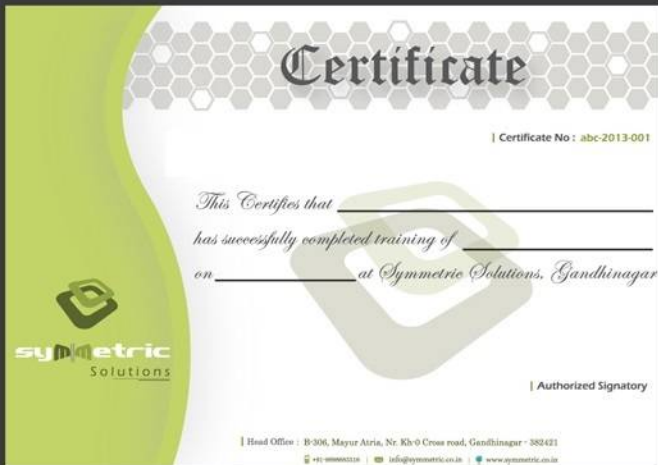 Certificate
| Certificate No : abc-2013-001
This Certifies that
has successfully completed training of
on at Symmetric Solutions, Gandhinagar
symmetric
Solutions
| Authorized Signatory
| Head Office : B-306, Mayur Atria, Nr. Kh-0 Cross road, Gandhinagar - 382421
| info@symmetric.co.in | www.symmetric.co.in